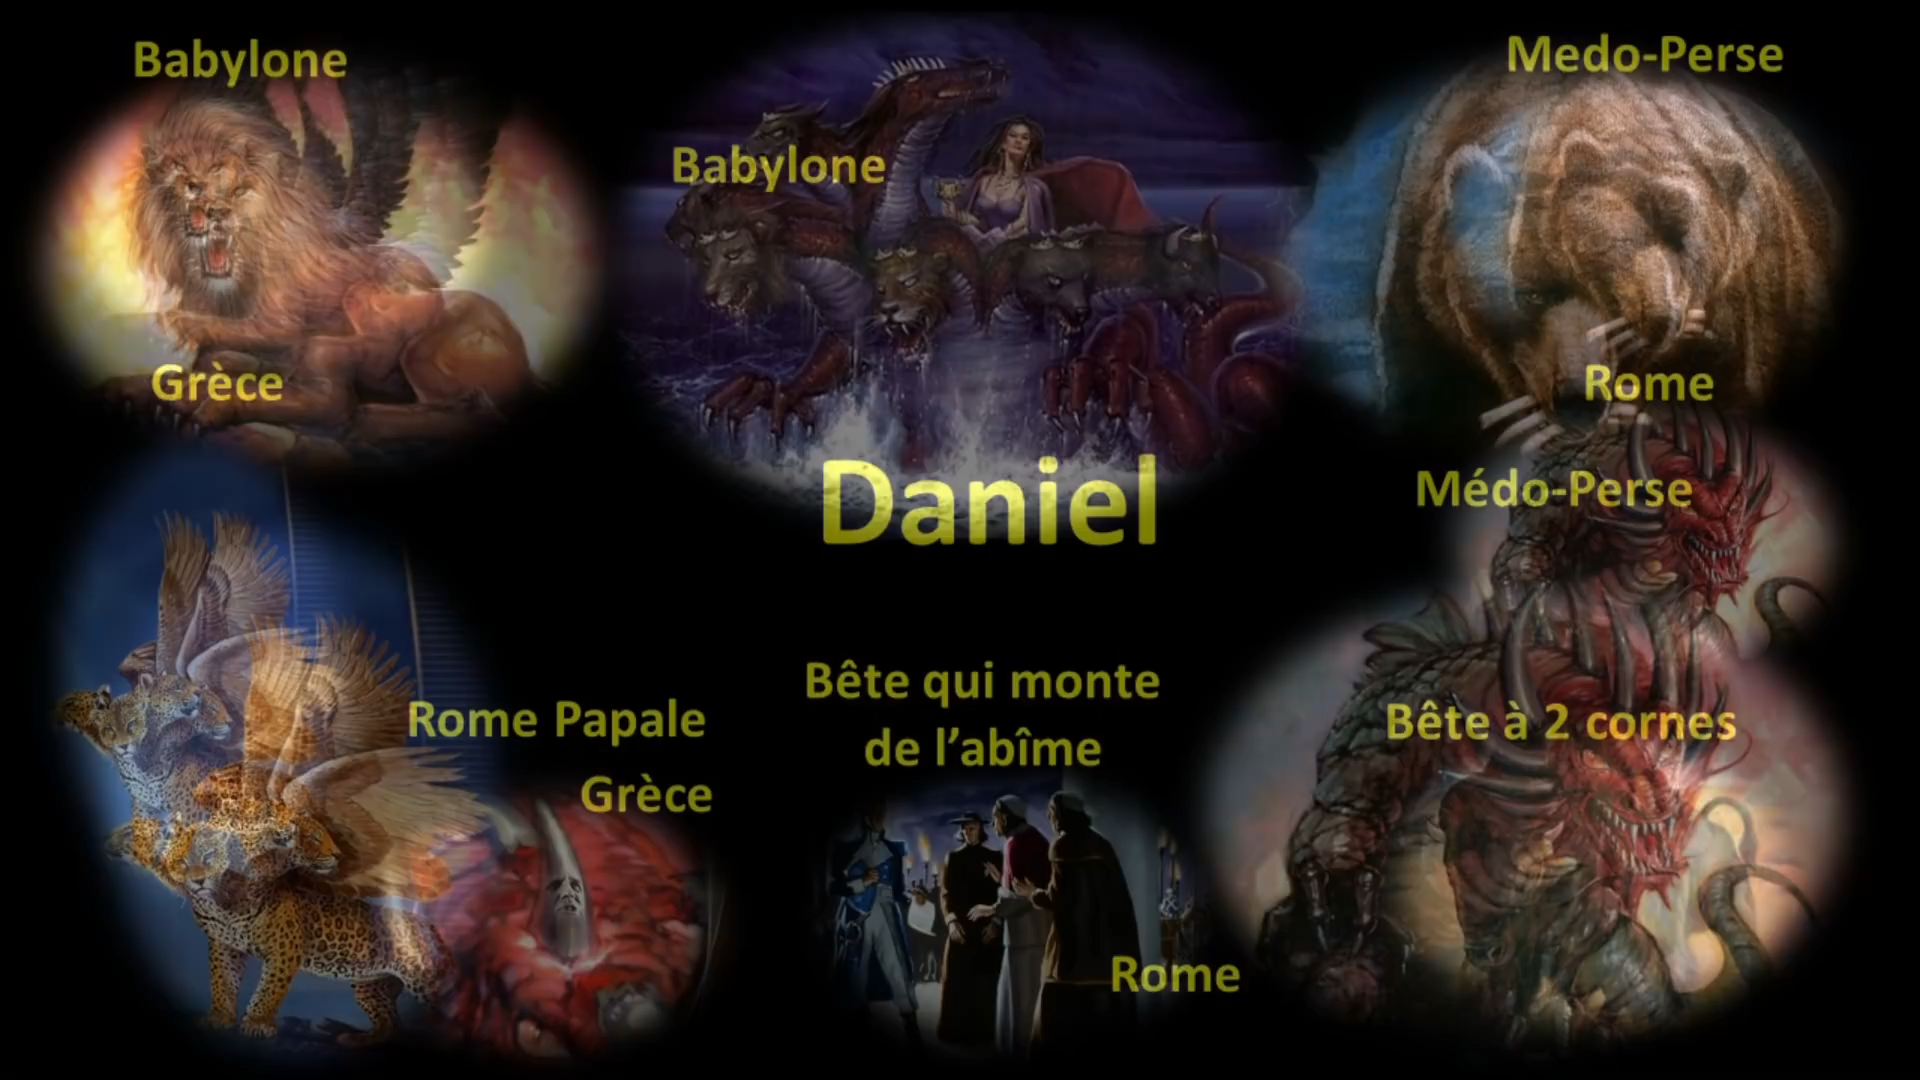 Babylone
Medo-Perse
Babylone
Grèce
Rome
Daniel
Médo-Perse
Rome Papale
Grèce
Bête qui monte
de l’abîme
Bête à 2 cornes
Rome